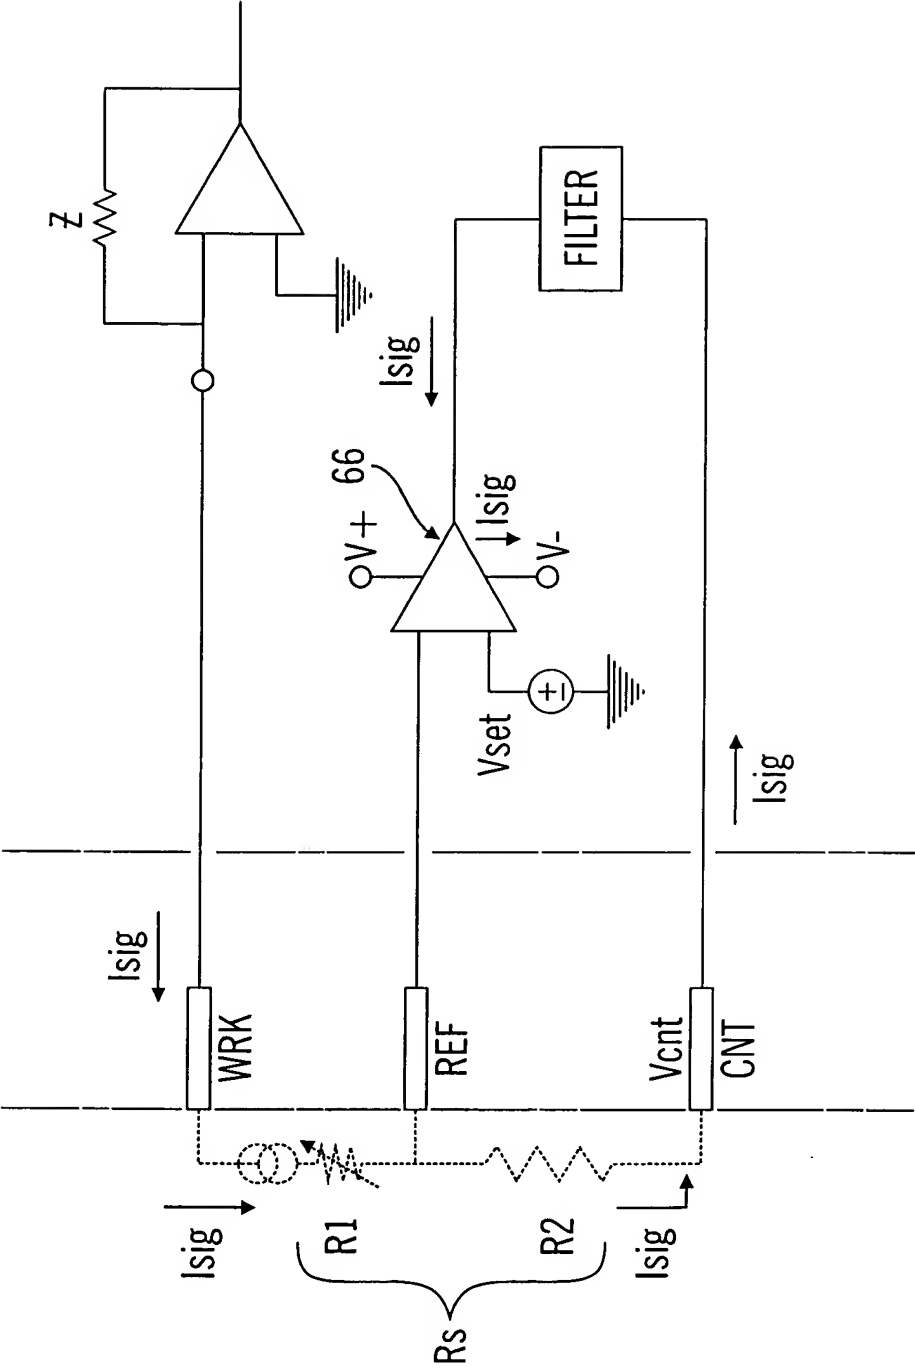 Z
FILTER
Isig
66
V+
Isig
V-
Vset
±
Isig
Isig
WRK
REF
Vcnt
CNT
Isig
R1
R2
Isig
Rs